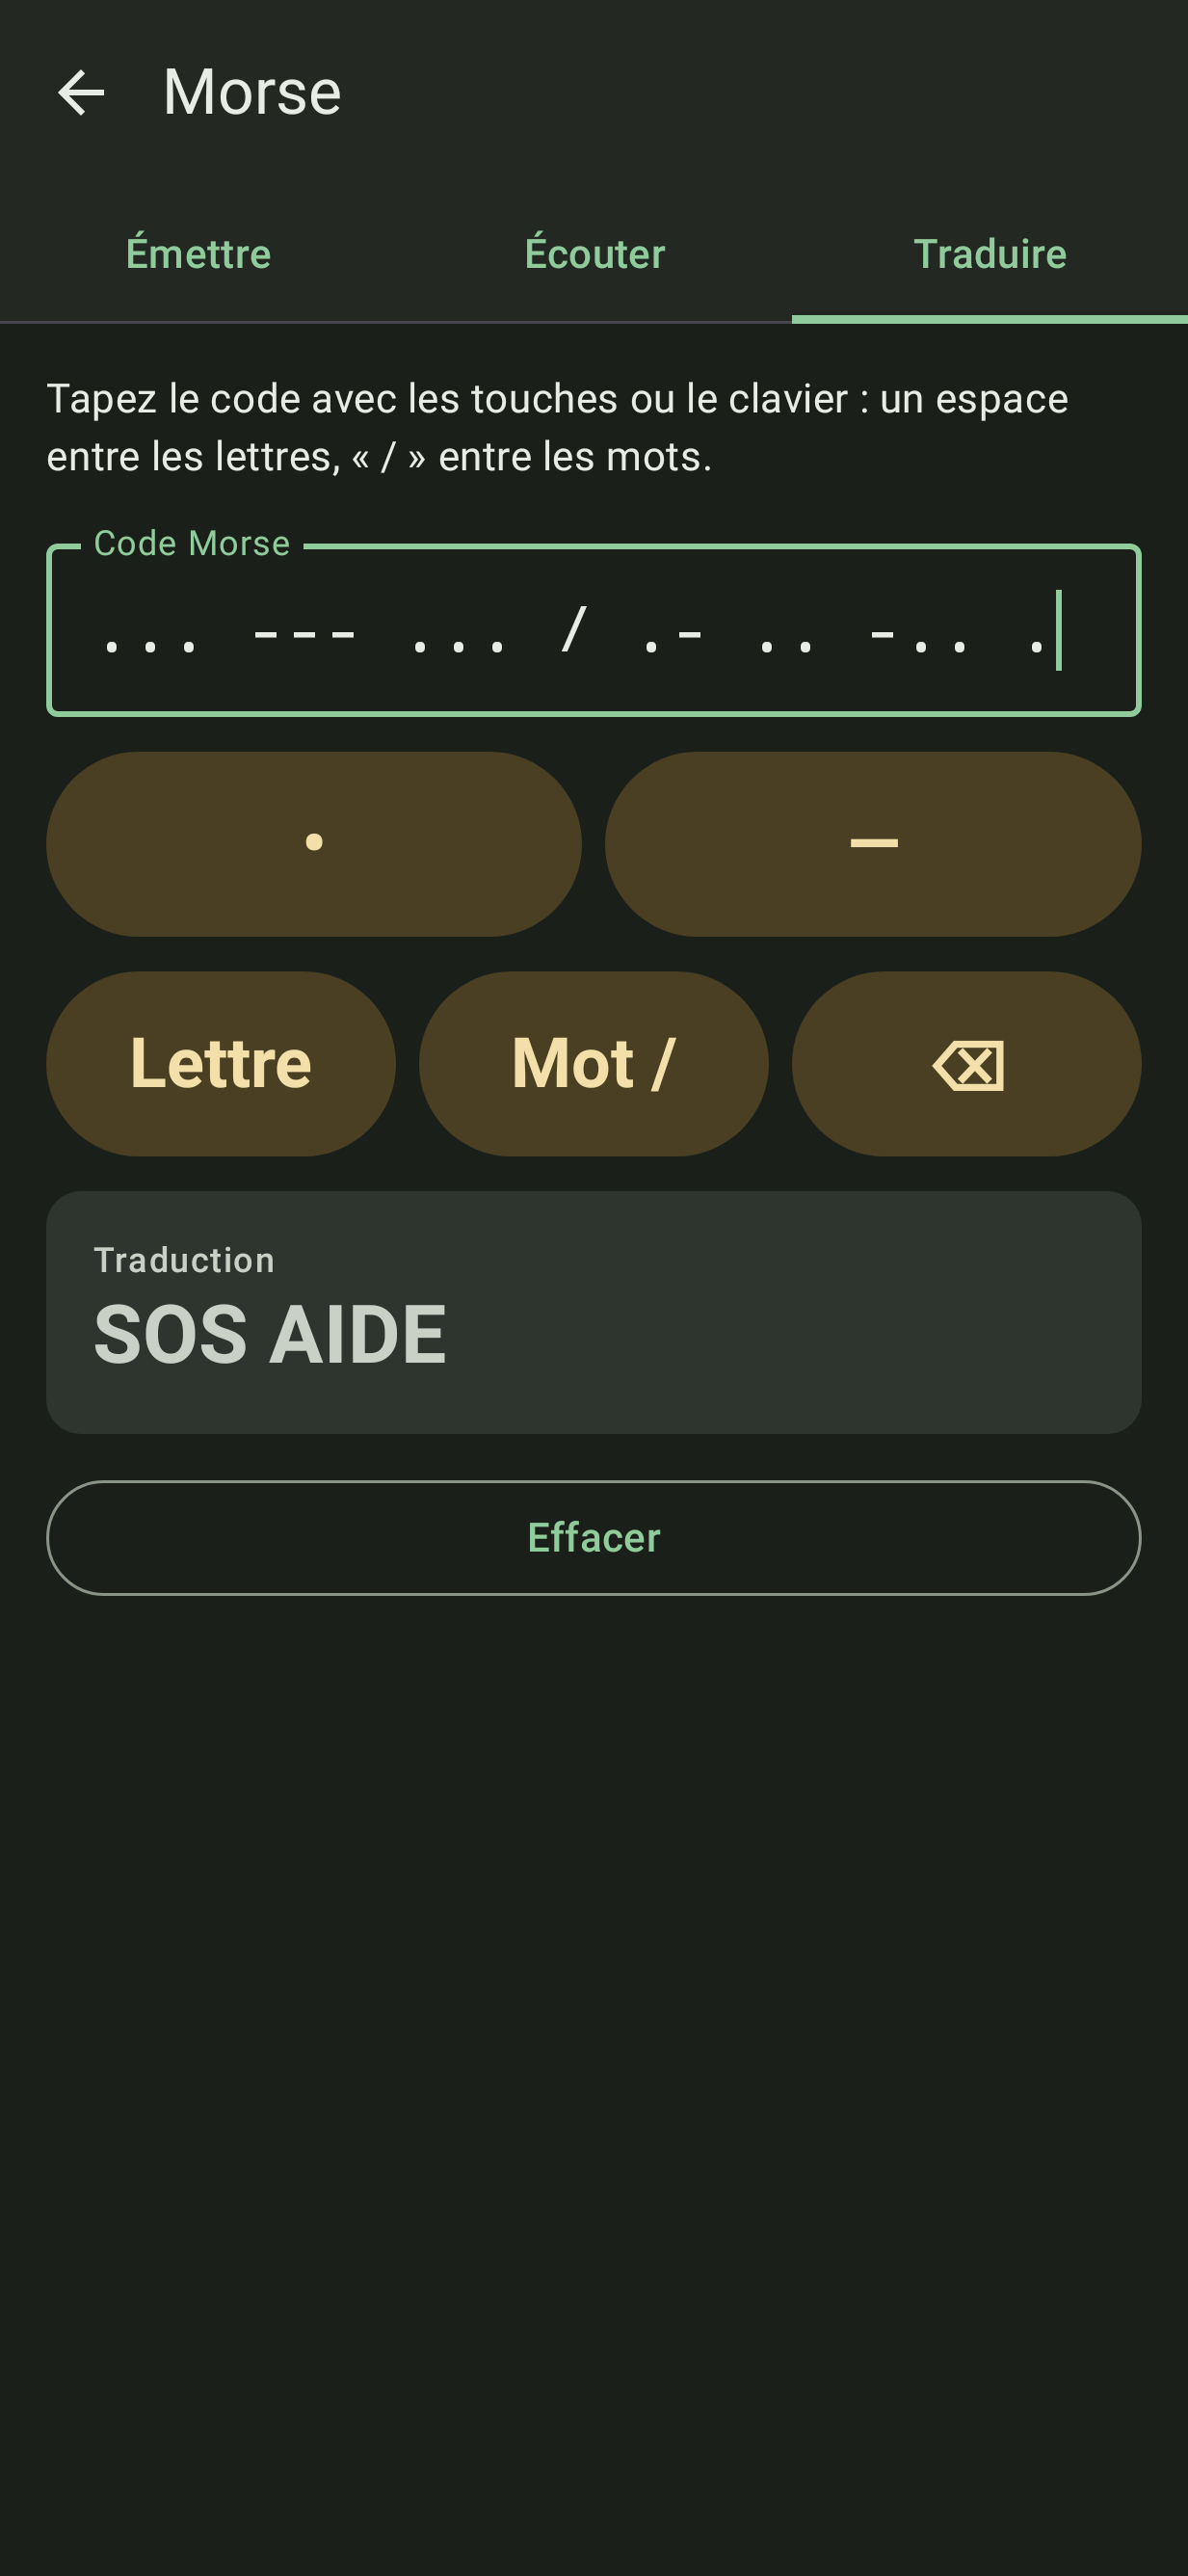 Morse
Émettre Écouter Traduire
Tapez le code avec les touches ou le clavier : un espace
entre les lettres, « / » entre les mots.
Code Morse
... --- ... / .- .. -.. .
• —
Lettre Mot / ⌫
Traduction
SOS AIDE
Effacer